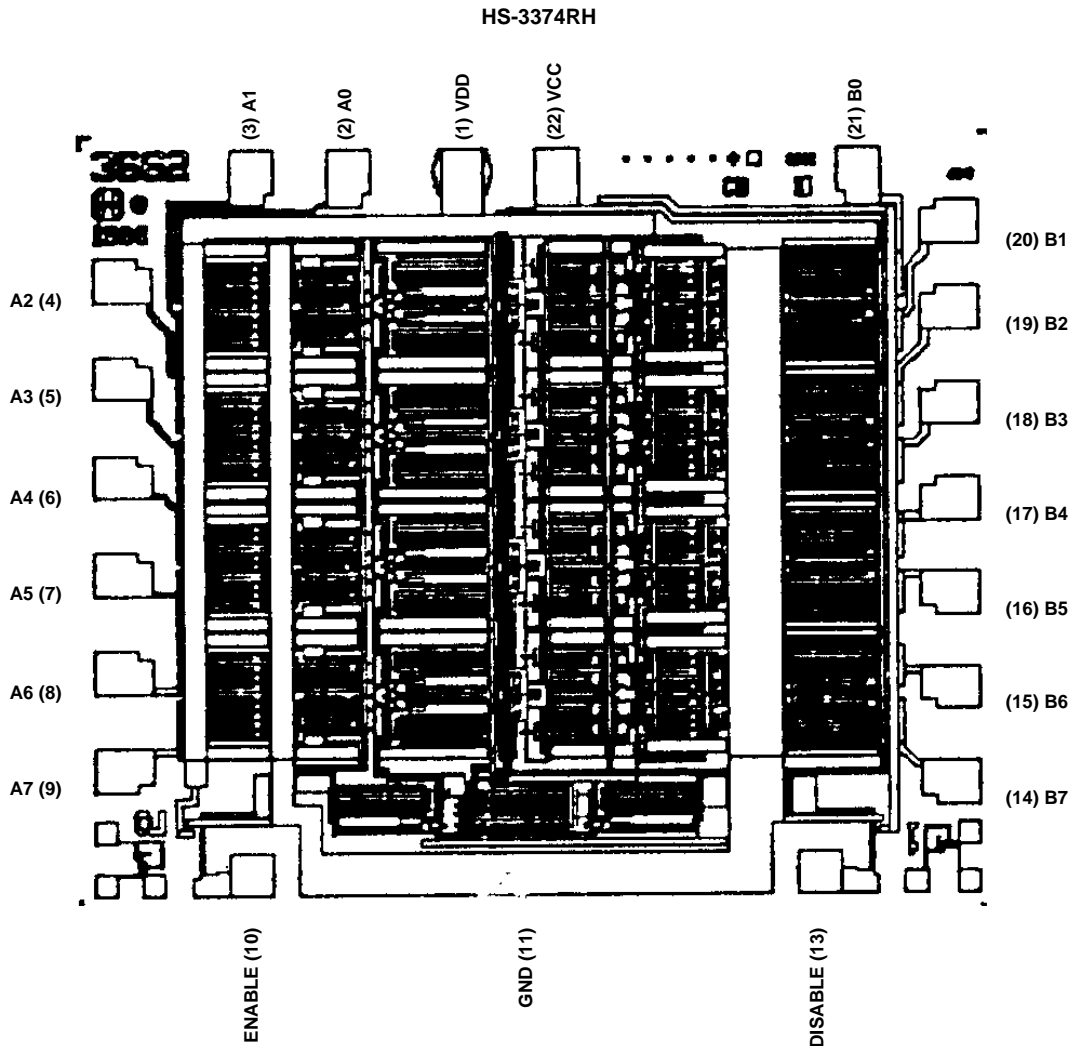 HS-3374RH
(3) A1
(2) A0
(1) VDD
(22) VCC
(21) B0
(20) B1
A2 (4)
(19) B2
A3 (5)
(18) B3
A4 (6)
(17) B4
A5 (7)
(16) B5
A6 (8)
(15) B6
A7 (9)
(14) B7
ENABLE (10)
GND (11)
DISABLE (13)